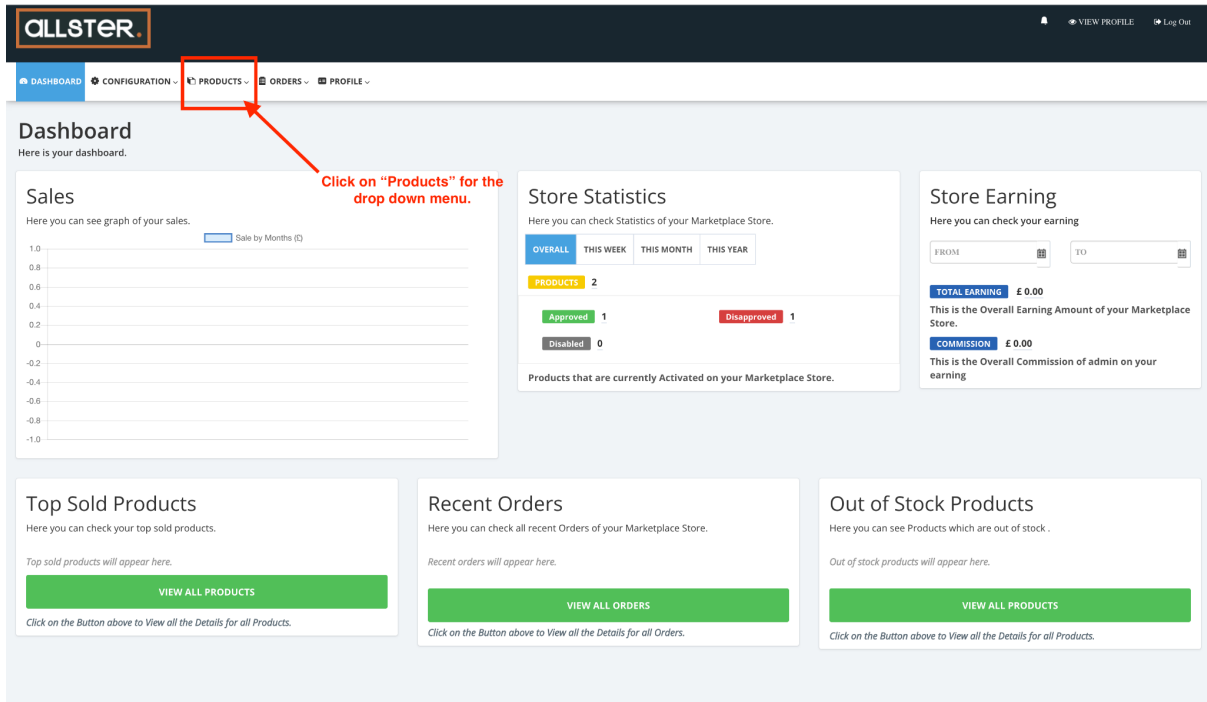 ALLSTER.
VIEW PROFILE
Log Out
DASHBOARD
CONFIGURATION
PRODUCTS
ORDERS
PROFILE
Dashboard
Here is your dashboard.
Click on “Products” for the
drop down menu.
Sales
Here you can see graph of your sales.
Sale by Months (£)
1.0
0.8
0.6
0.4
0.2
0
-0.2
-0.4
-0.6
-0.8
-1.0
Store Statistics
Here you can check Statistics of your Marketplace Store.
OVERALL THIS WEEK THIS MONTH THIS YEAR
PRODUCTS 2
Approved 1 Disapproved 1
Disabled 0
Products that are currently Activated on your Marketplace Store.
Store Earning
Here you can check your earning
FROM TO
TOTAL EARNING £ 0.00
This is the Overall Earning Amount of your Marketplace
Store.
COMMISSION £ 0.00
This is the Overall Commission of admin on your
earning
Top Sold Products
Here you can check your top sold products.
Top sold products will appear here.
VIEW ALL PRODUCTS
Click on the Button above to View all the Details for all Products.
Recent Orders
Here you can check all recent Orders of your Marketplace Store.
Recent orders will appear here.
VIEW ALL ORDERS
Click on the Button above to View all the Details for all Orders.
Out of Stock Products
Here you can see Products which are out of stock .
Out of stock products will appear here.
VIEW ALL PRODUCTS
Click on the Button above to View all the Details for all Products.